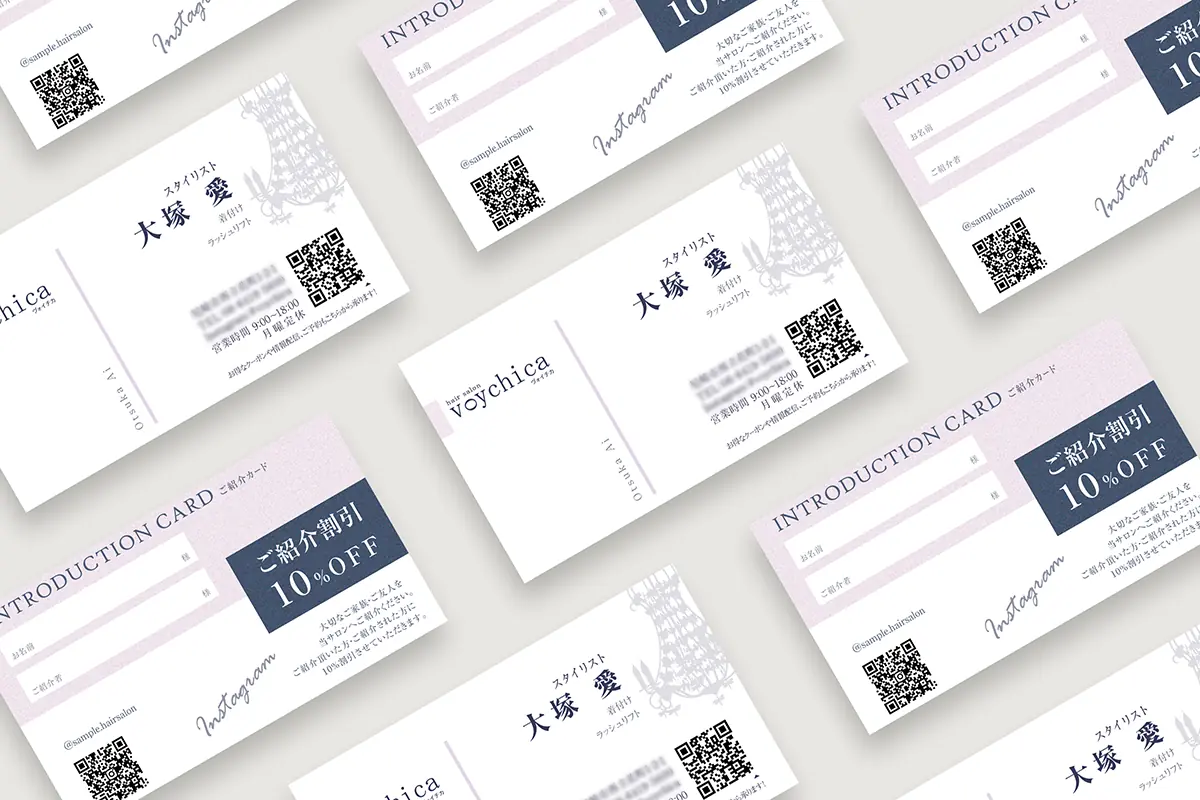 @sample.hairsalon
Instagr
INTRODU
10
様
お名前
ご紹介者
大切なご家族・ご友人を
当サロンへご紹介ください。
ご紹介頂いた方・ご紹介された方に
10%割引させていただきます。
@sample.hairsalon
Instagram
INTRODUCTION CA
ご紹
10
様
お名前
様
ご紹介者
@sample.hairsalon
Instagram
スタイリスト
大塚 愛
着付け
ラッシュリフト
chica
ヴォイチカ
Otsuka Ai
営業時間 9:00~18:00
月曜定休
お得なクーポンや情報配信、ご予約もこちらから承ります!
スタイリスト
大塚 愛
着付け
ラッシュリフト
hair salon
voychica
ヴォイチカ
Otsuka Ai
営業時間 9:00~18:00
月曜定休
お得なクーポンや情報配信、ご予約もこちらから承ります!
NTRODUCTION CARD ご紹介カード
ご紹介割引
10%OFF
お名前
様
ご紹介者
様
大切なご家族・ご友人を
当サロンへご紹介ください。
ご紹介頂いた方・ご紹介された方に
10%割引させていただきます。
@sample.hairsalon
Instagram
INTRODUCTION CARD ご紹介カード
ご紹介割引
10%OFF
お名前
様
ご紹介者
様
大切なご家族・ご友人を
当サロンへご紹介ください。
ご紹介頂いた方・ご紹介された方に
10%割引させていただきます。
@sample.hairsalon
Instagram
スタイリスト
大塚 愛
着付け
ラッシュリフト
chica
ヴォイチカ
スタイリスト
大塚 愛
着付け
ラッシュリフト